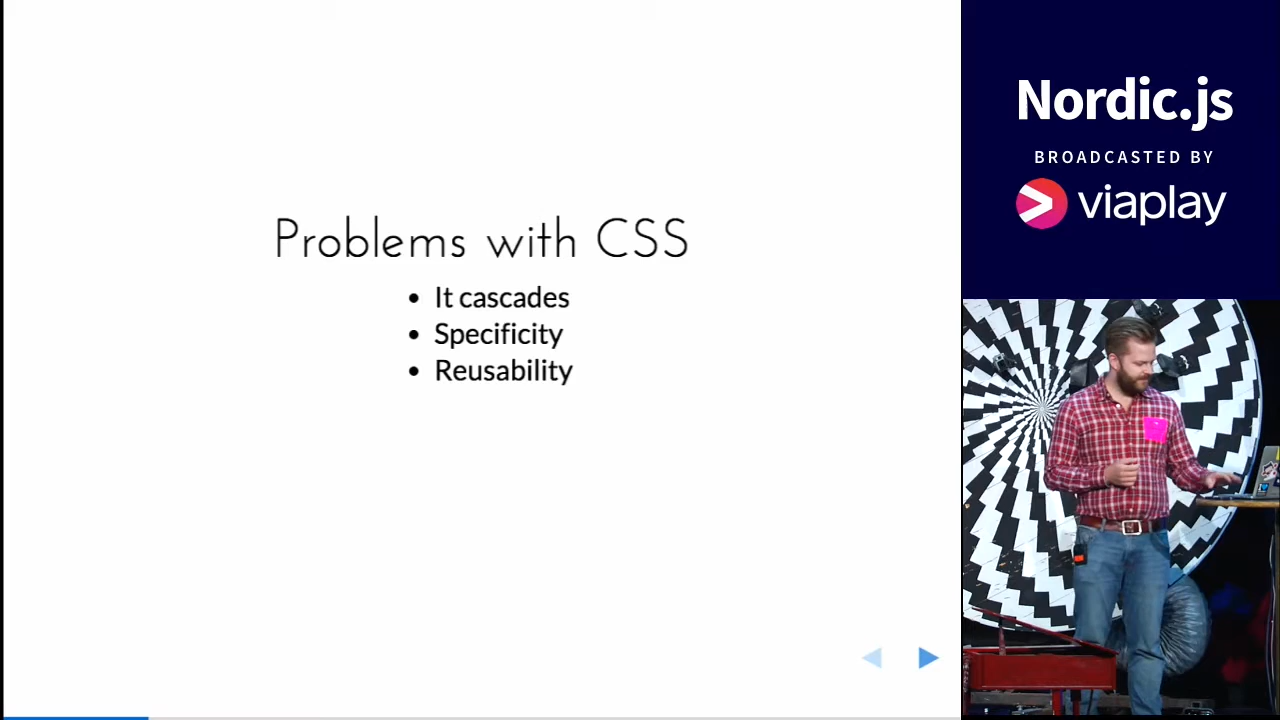 Problems with CSS
It cascades
Specificity
Reusability
Nordic.js
BROADCASTED BY
viaplay